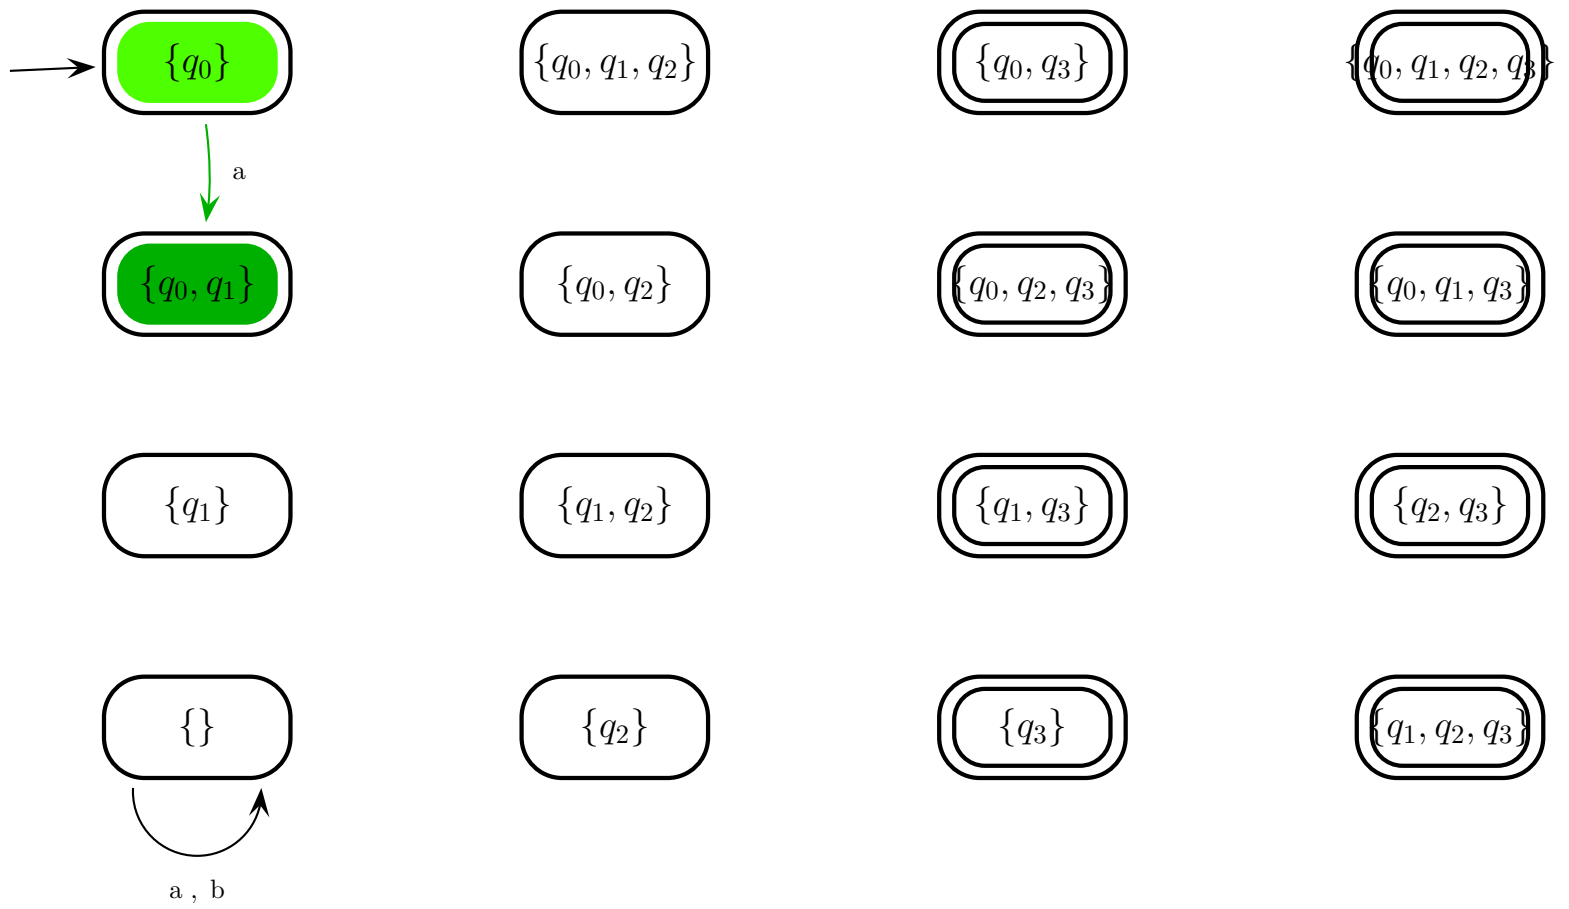 {q₀} {q₀, q₁, q₂} {q₀, q₃} {q₀, q₁, q₂, q₃}
a
{q₀, q₁} {q₀, q₂} {q₀, q₂, q₃} {q₀, q₁, q₃}
{q₁} {q₁, q₂} {q₁, q₃} {q₂, q₃}
{} {q₂} {q₃} {q₁, q₂, q₃}
a , b